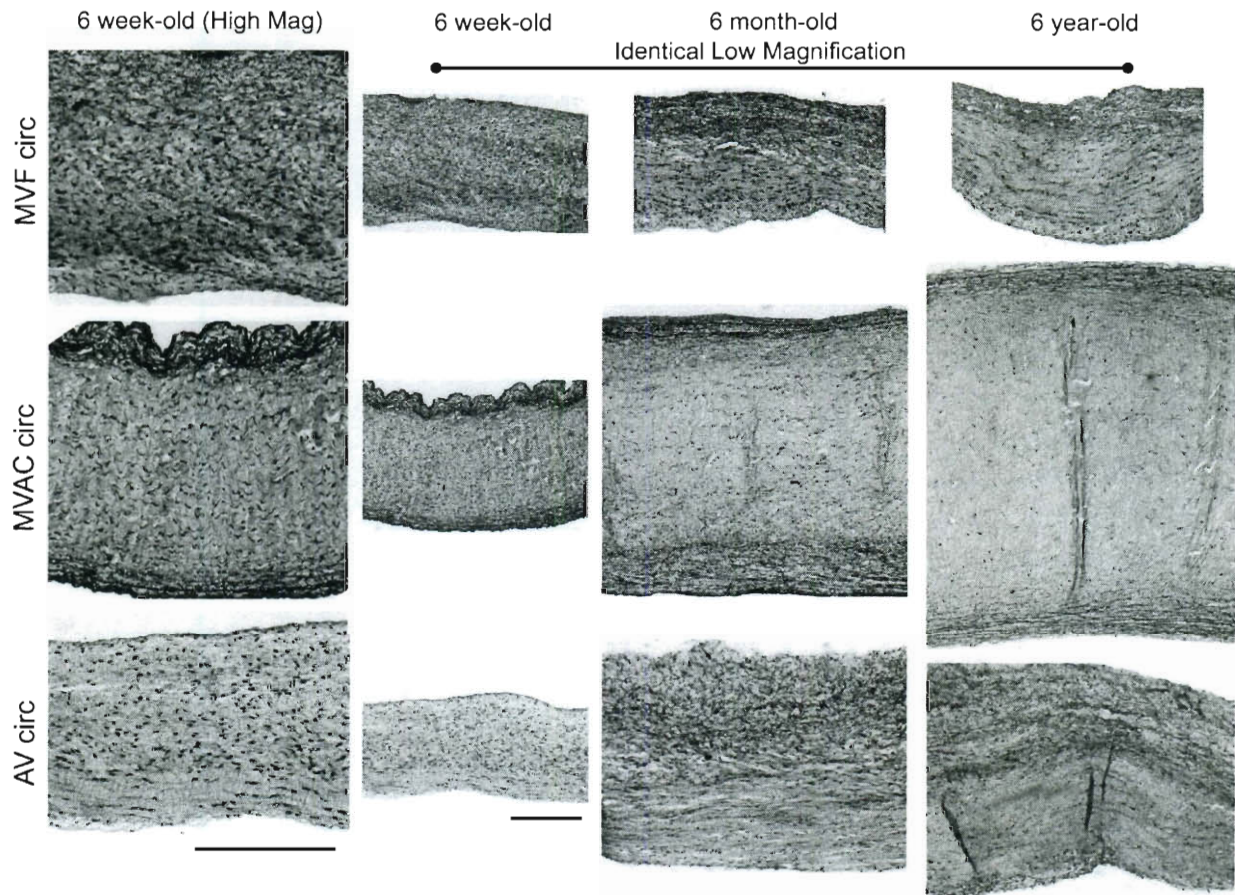 6 week-old (High Mag)
6 week-old
6 month-old
6 year-old
Identical Low Magnification
MVF circ
MVAC circ
AV circ